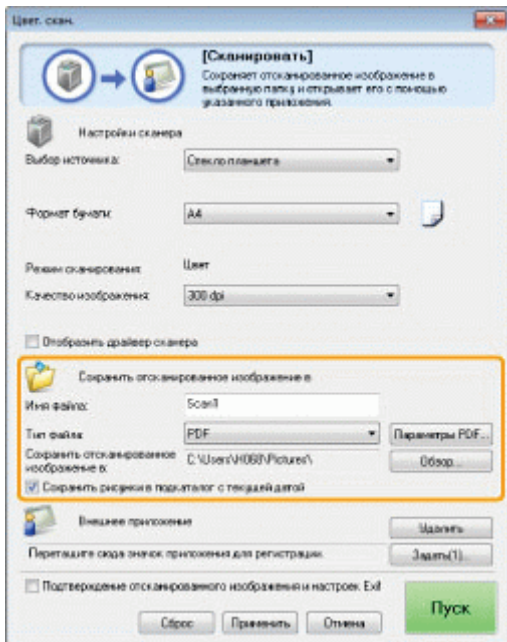 Цвет. скан.
[Сканировать]
Сохраняет отсканированное изображение в
выбранную папку и открывает его с помощью
указанного приложения.
Настройки сканера
Выбор источника: Стекло планшета
Формат бумаги: A4
Режим сканирования: Цвет
Качество изображения: 300 dpi
Отобразить драйвер сканера
Сохранить отсканированное изображение в
Имя файла: Scan1
Тип файла: PDF Параметры PDF...
Сохранить отсканированное
изображение в: C:\Users\H068\Pictures\ Обзор...
Сохранить рисунки в подкаталог с текущей датой
Внешнее приложение Удалить
Перетащите сюда значок приложения для регистрации. Задать(1)...
Подтверждение отсканированного изображения и настроек Exif
Сброс Применить Отмена Пуск